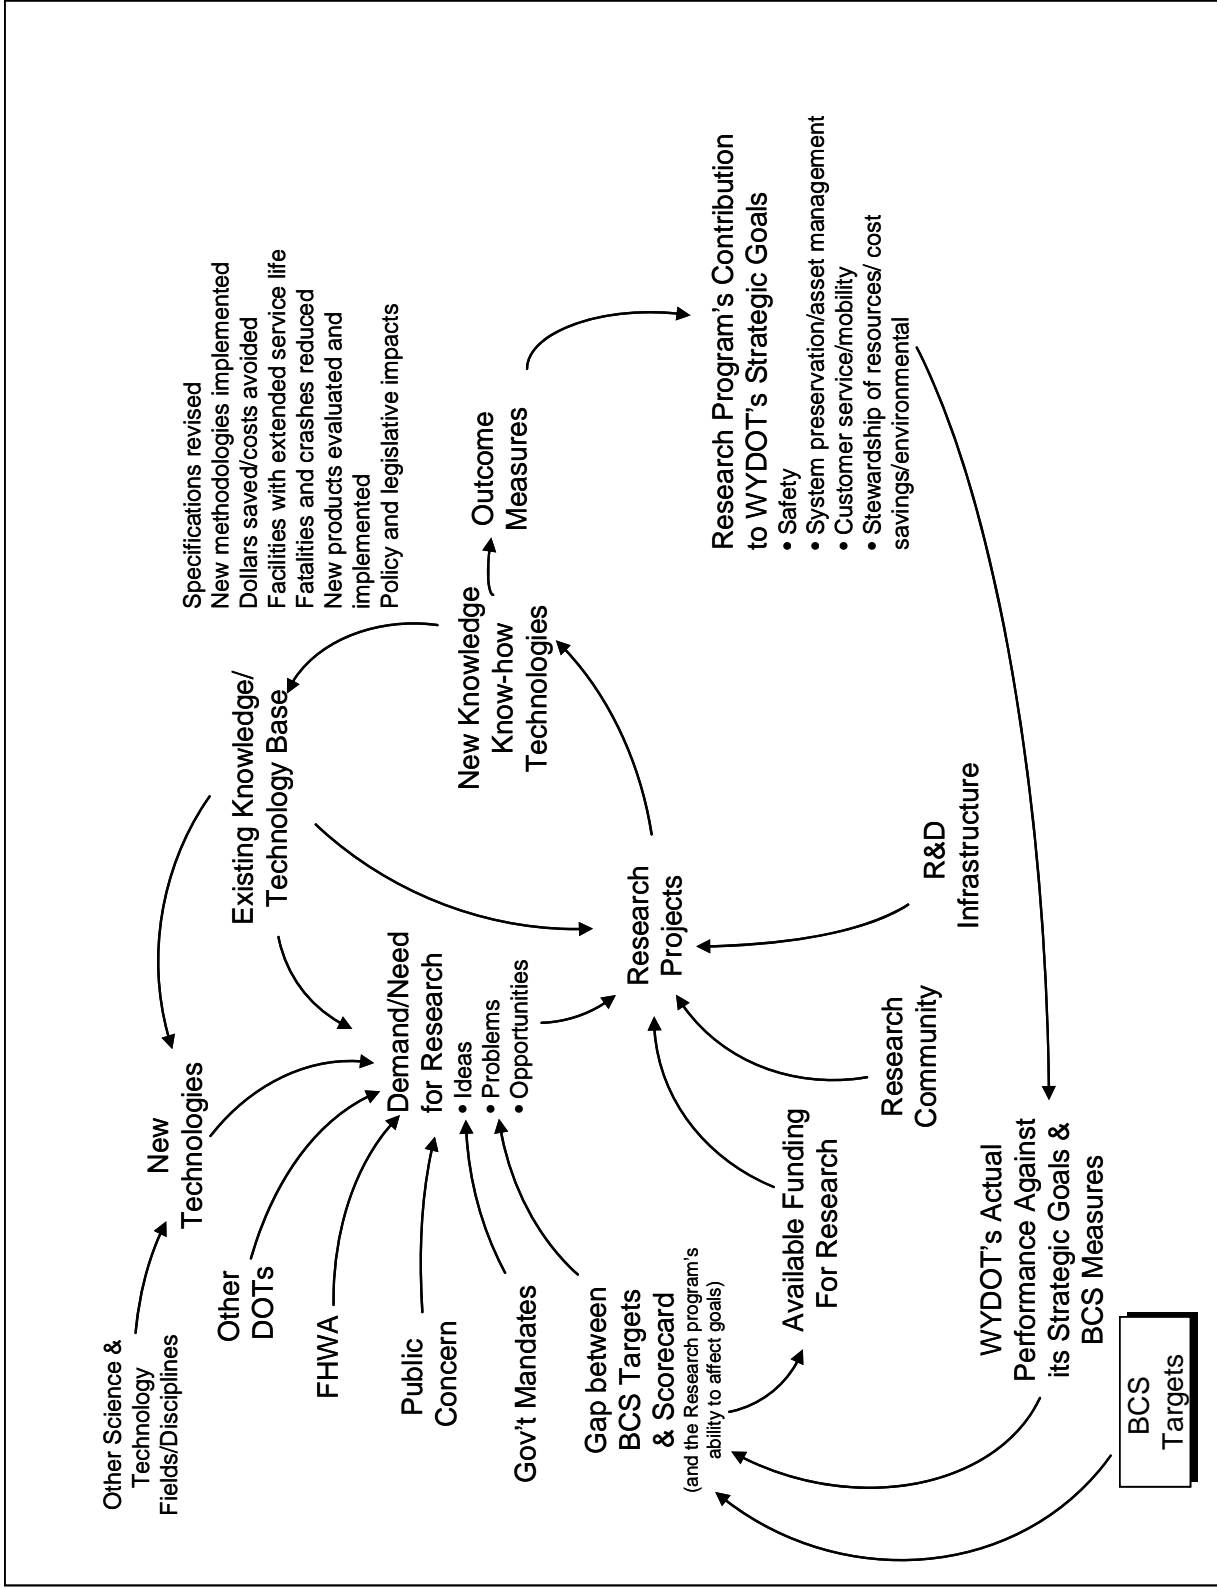 Other Science &
Technology
Fields/Disciplines
New
Technologies
Existing Knowledge/
Technology Base
Specifications revised
New methodologies implemented
Dollars saved/costs avoided
Facilities with extended service life
Fatalities and crashes reduced
New products evaluated and
implemented
Policy and legislative impacts
Other
DOTs
FHWA
Public
Concern
Gov't Mandates
Gap between
BCS Targets
& Scorecard
(and the Research program's
ability to affect goals)
Demand/Need
for Research
• Ideas
• Problems
• Opportunities
New Knowledge
Know-how
Technologies
Outcome
Measures
Research
Projects
Research Program's Contribution
to WYDOT's Strategic Goals
• Safety
• System preservation/asset management
• Customer service/mobility
• Stewardship of resources/ cost
savings/environmental
Available Funding
For Research
Research
Community
R&D
Infrastructure
WYDOT's Actual
Performance Against
its Strategic Goals &
BCS Measures
BCS
Targets